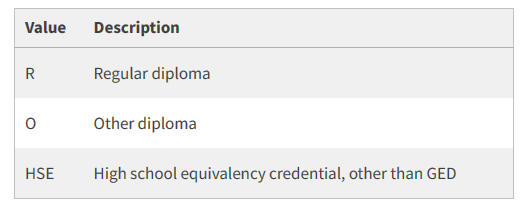 Value Description
R Regular diploma
O Other diploma
HSE High school equivalency credential, other than GED